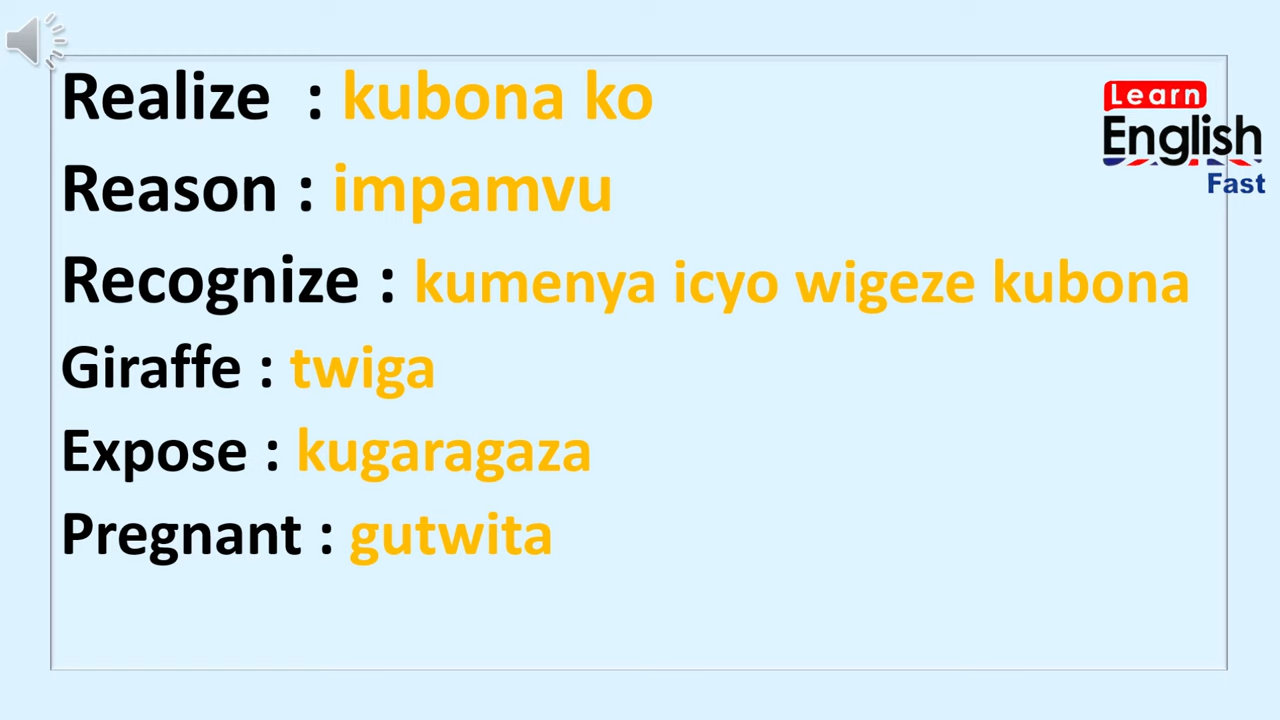 Realize : kubona ko
Reason : impamvu
Recognize : kumenya icyo wigeze kubona
Giraffe : twiga
Expose : kugaragaza
Pregnant : gutwita
Learn
English
Fast